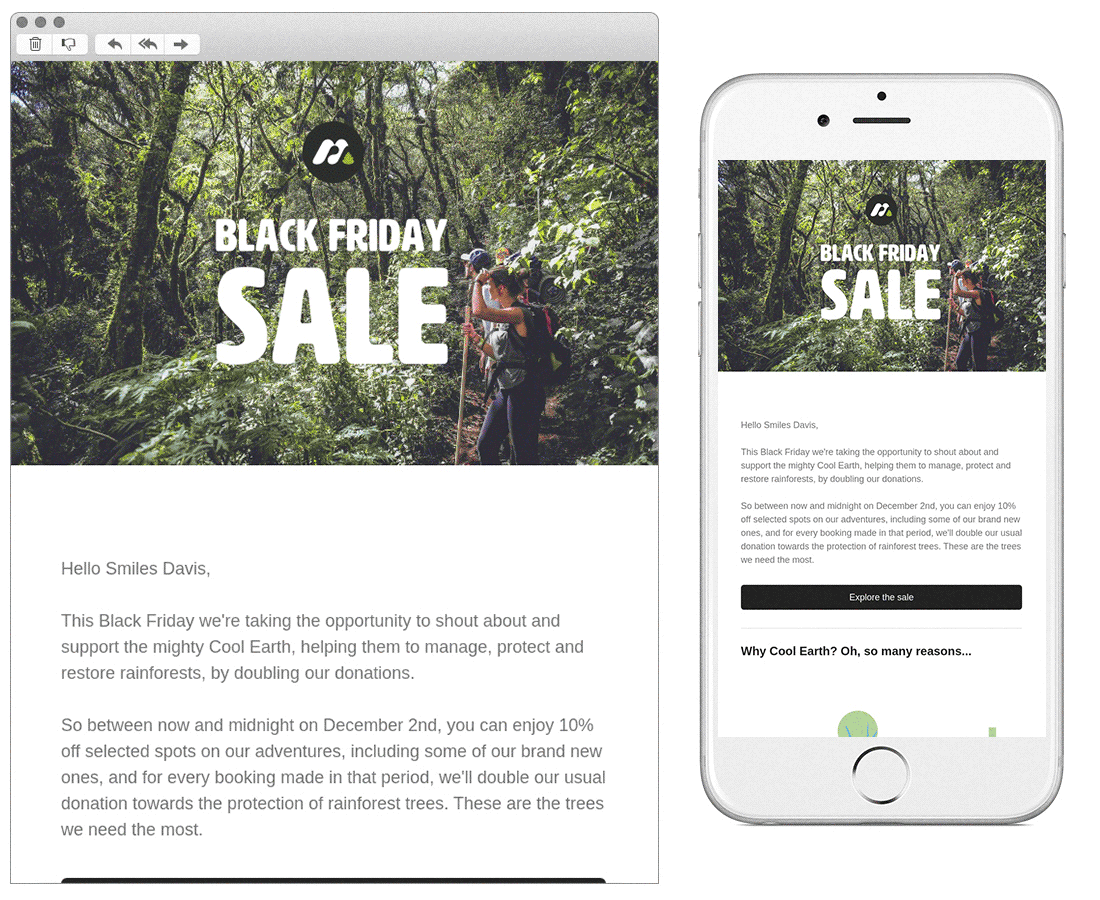 BLACK FRIDAY
SALE
Hello Smiles Davis,
This Black Friday we're taking the opportunity to shout about and
support the mighty Cool Earth, helping them to manage, protect and
restore rainforests, by doubling our donations.
So between now and midnight on December 2nd, you can enjoy 10%
off selected spots on our adventures, including some of our brand new
ones, and for every booking made in that period, we'll double our usual
donation towards the protection of rainforest trees. These are the trees
we need the most.
BLACK FRIDAY
SALE
Hello Smiles Davis,
This Black Friday we're taking the opportunity to shout about and
support the mighty Cool Earth, helping them to manage, protect and
restore rainforests, by doubling our donations.
So between now and midnight on December 2nd, you can enjoy 10%
off selected spots on our adventures, including some of our brand new
ones, and for every booking made in that period, we'll double our usual
donation towards the protection of rainforest trees. These are the trees
we need the most.
Explore the sale
Why Cool Earth? Oh, so many reasons...